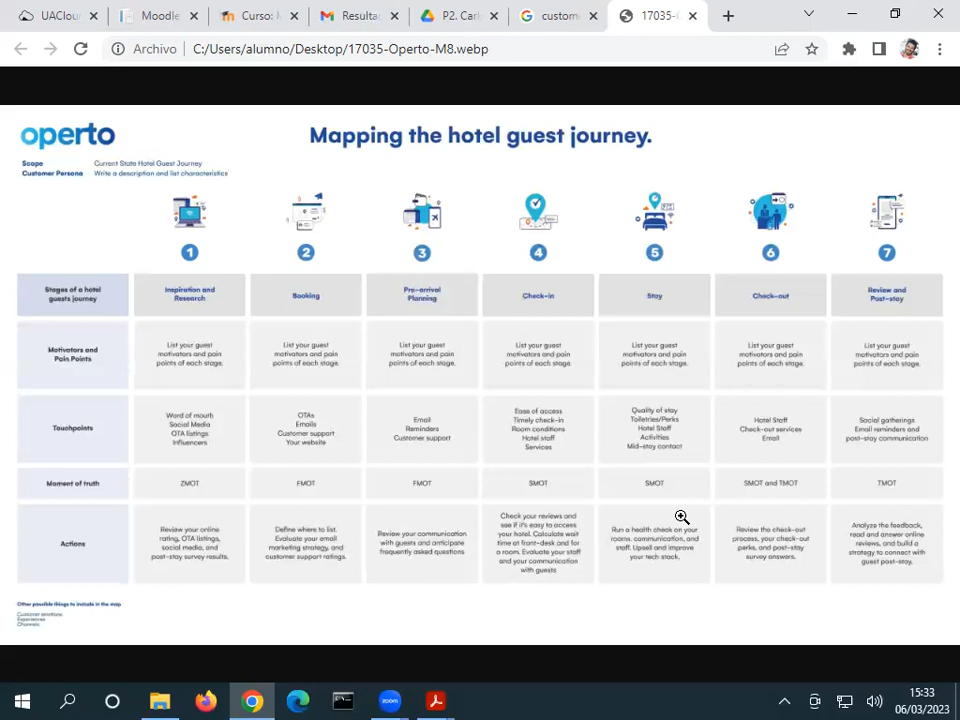 UAClou
Moodle
Curso: M
Resulta
P2. Carl
custom
17035-
Archivo
C:/Users/alumno/Desktop/17035-Operto-M8.webp
operto
Mapping the hotel guest journey.
Scope Current State Hotel Guest Journey
Customer Persona Write a description and list characteristics
1 2 3 4 5 6 7
Stages of a hotel
guests journey
Inspiration and
Research
Booking
Pre-arrival
Planning
Check-in
Stay
Check-out
Review and
Post-stay
Motivators and
Pain Points
List your guest
motivators and pain
points of each stage.
List your guest
motivators and pain
points of each stage.
List your guest
motivators and pain
points of each stage.
List your guest
motivators and pain
points of each stage.
List your guest
motivators and pain
points of each stage.
List your guest
motivators and pain
points of each stage.
List your guest
motivators and pain
points of each stage.
Touchpoints
Word of mouth
Social Media
OTA listings
Influencers
OTAs
Emails
Customer support
Your website
Email
Reminders
Customer support
Ease of access
Timely check-in
Room conditions
Hotel staff
Services
Quality of stay
Toiletries/Perks
Hotel Staff
Activities
Mid-stay contact
Hotel Staff
Check-out services
Email
Social gatherings
Email reminders and
post-stay communication
Moment of truth
ZMOT
FMOT
FMOT
SMOT
SMOT
SMOT and TMOT
TMOT
Actions
Review your online
rating, OTA listings,
social media, and
post-stay survey results.
Define where to list.
Evaluate your email
marketing strategy, and
customer support ratings.
Review your communication
with guests and anticipate
frequently asked questions
Check your reviews and
see if it's easy to access
your hotel. Calculate wait
time at front-desk and for
a room. Evaluate your staff
and your communication
with guests
Run a health check on your
rooms, communication, and
staff. Upsell and improve
your tech stack.
Review the check-out
process, your check-out
perks, and post-stay
survey answers.
Analyze the feedback,
read and answer online
reviews, and build a
strategy to connect with
guest post-stay.
Other possible things to include in the map
Customer emotions
Experiences
Channels
zoom
15:33
06/03/2023